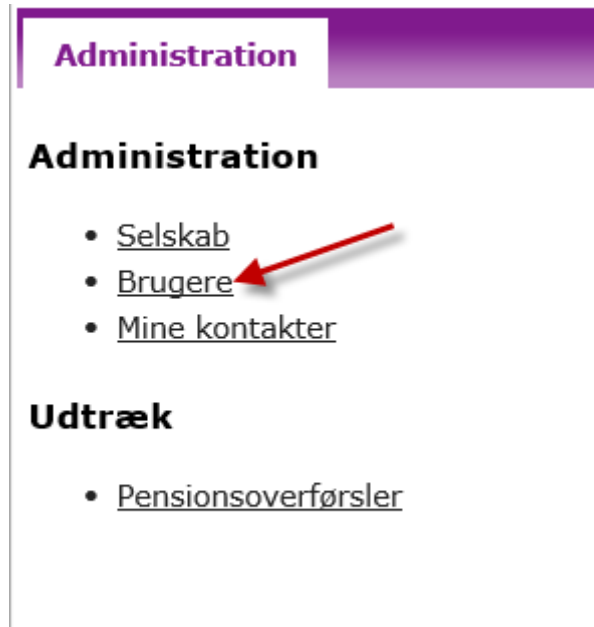 Administration
Administration
Selskab
Brugere
Mine kontakter
Udtræk
Pensionsoverførsler